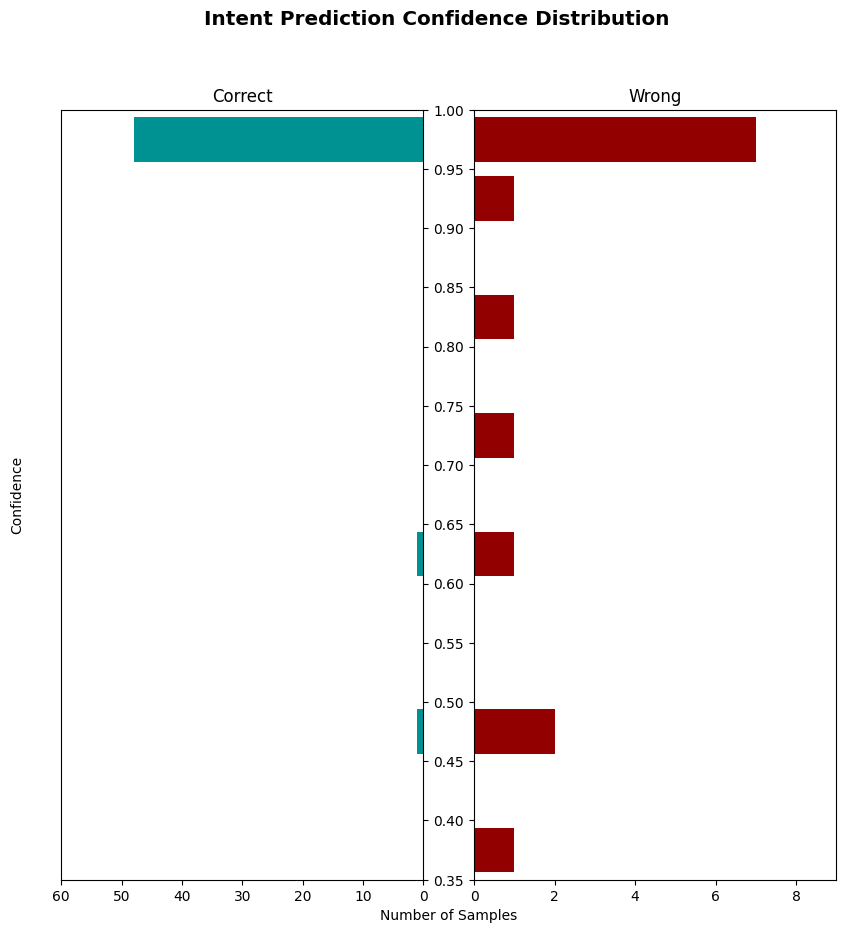 Intent Prediction Confidence Distribution
Correct
Wrong
Confidence
1.00
0.95
0.90
0.85
0.80
0.75
0.70
0.65
0.60
0.55
0.50
0.45
0.40
0.35
60 50 40 30 20 10 0
0 2 4 6 8
Number of Samples